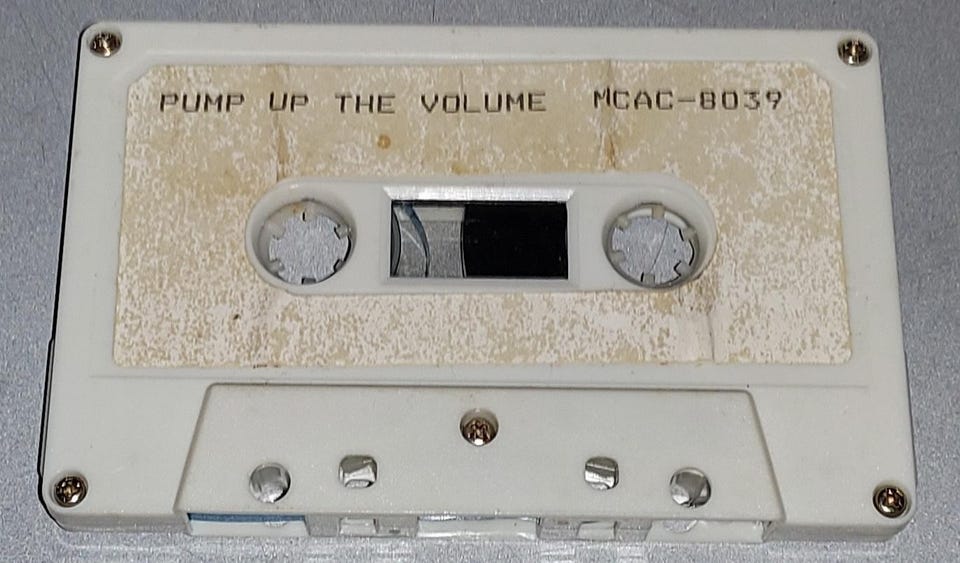 PUMP UP THE VOLUME MCAC-8039